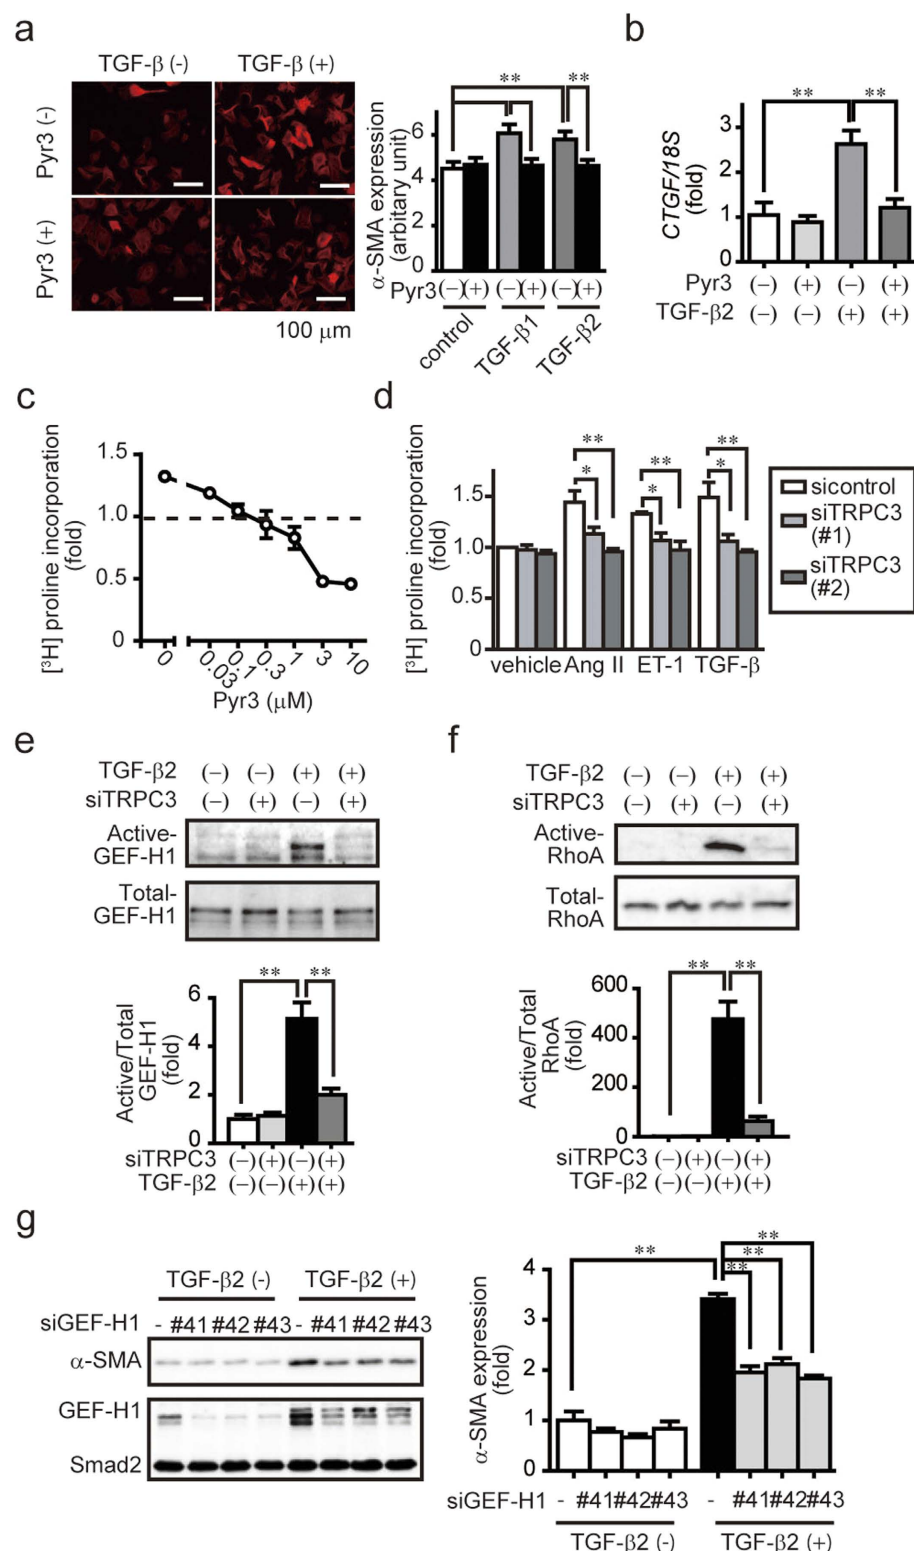 a
TGF-β (-) TGF-β (+)
Pyr3 (-)
Pyr3 (+)
100 μm
α-SMA expression
(arbitary unit)
6
4
2
0
** **
Pyr3 (−)(+) (−)(+) (−)(+)
control
TGF-β1
TGF-β2
b
CTGF/18S
(fold)
3
2
1
0
** **
Pyr3 (−) (+) (−) (+)
TGF-β2 (−) (−) (+) (+)
c
[³H] proline incorporation
(fold)
1.5
1.0
0.5
0
0 0.03 0.1 0.3 1 3 10
Pyr3 (μM)
d
[³H] proline incorporation
(fold)
1.5
1.0
0.5
0
** ** **
* * *
vehicle Ang II ET-1 TGF-β
sicontrol
siTRPC3
(#1)
siTRPC3
(#2)
e
TGF-β2 (−) (−) (+) (+)
siTRPC3 (−) (+) (−) (+)
Active-
GEF-H1
Total-
GEF-H1
Active/Total
GEF-H1
(fold)
6
4
2
0
** **
siTRPC3 (−)(+)(−)(+)
TGF-β2 (−)(−)(+)(+)
f
TGF-β2 (−) (−) (+) (+)
siTRPC3 (−) (+) (−) (+)
Active-
RhoA
Total-
RhoA
Active/Total
RhoA
(fold)
600
400
200
0
** **
siTRPC3 (−)(+)(−)(+)
TGF-β2 (−)(−)(+)(+)
g
TGF-β2 (-) TGF-β2 (+)
siGEF-H1 - #41 #42 #43 - #41 #42 #43
α-SMA
GEF-H1
Smad2
α-SMA expression
(fold)
4
3
2
1
0
**
**
**
**
siGEF-H1 - #41#42#43 - #41#42#43
TGF-β2 (-) TGF-β2 (+)